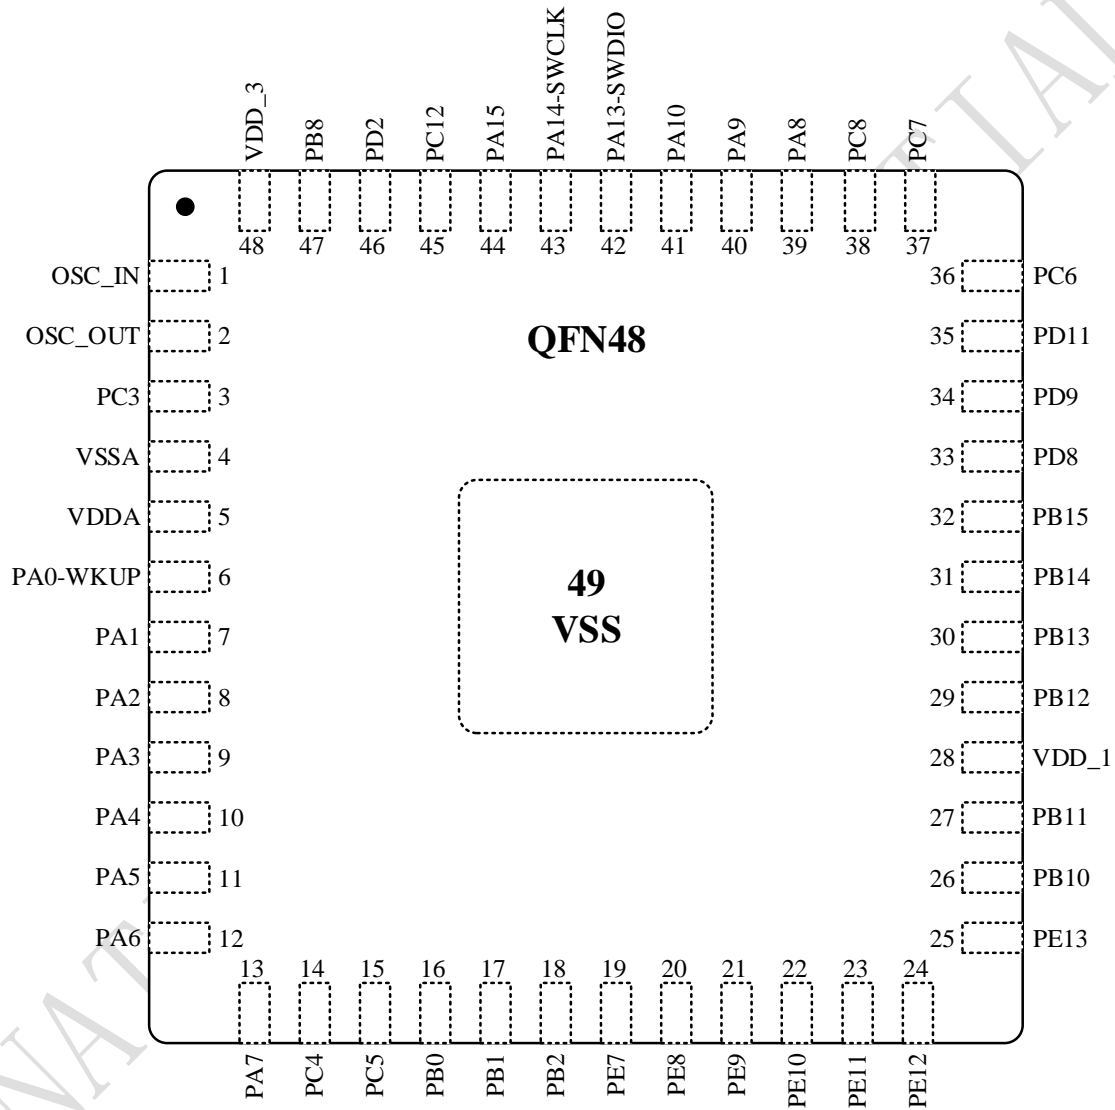 VDD_3 PB8 PD2 PC12 PA15 PA14-SWCLK PA13-SWDIO PA10 PA9 PA8 PC8 PC7
48 47 46 45 44 43 42 41 40 39 38 37
OSC_IN 1 36 PC6
OSC_OUT 2 QFN48 35 PD11
PC3 3 34 PD9
VSSA 4 33 PD8
VDDA 5 32 PB15
PA0-WKUP 6 49 31 PB14
VSS
PA1 7 30 PB13
PA2 8 29 PB12
PA3 9 28 VDD_1
PA4 10 27 PB11
PA5 11 26 PB10
PA6 12 25 PE13
13 14 15 16 17 18 19 20 21 22 23 24
PA7 PC4 PC5 PB0 PB1 PB2 PE7 PE8 PE9 PE10 PE11 PE12